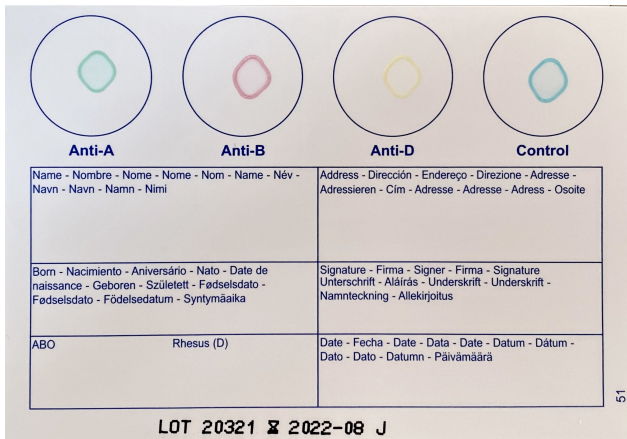 Anti-A
Anti-B
Anti-D
Control
Name - Nombre - Nome - Nome - Nom - Name - Név -
Navn - Navn - Namn - Nimi
Address - Dirección - Endereço - Direzione - Adresse -
Adressieren - Cím - Adresse - Adresse - Adress - Osoite
Born - Nacimiento - Aniversário - Nato - Date de
naissance - Geboren - Született - Fødselsdato -
Fødselsdato - Födelsedatum - Syntymäaika
Signature - Firma - Signer - Firma - Signature
Unterschrift - Aláírás - Underskrift - Underskrift -
Namnteckning - Allekirjoitus
ABO
Rhesus (D)
Date - Fecha - Date - Data - Date - Datum - Dátum -
Dato - Dato - Datumn - Päivämäärä
51
LOT 20321 ⧗ 2022-08 J